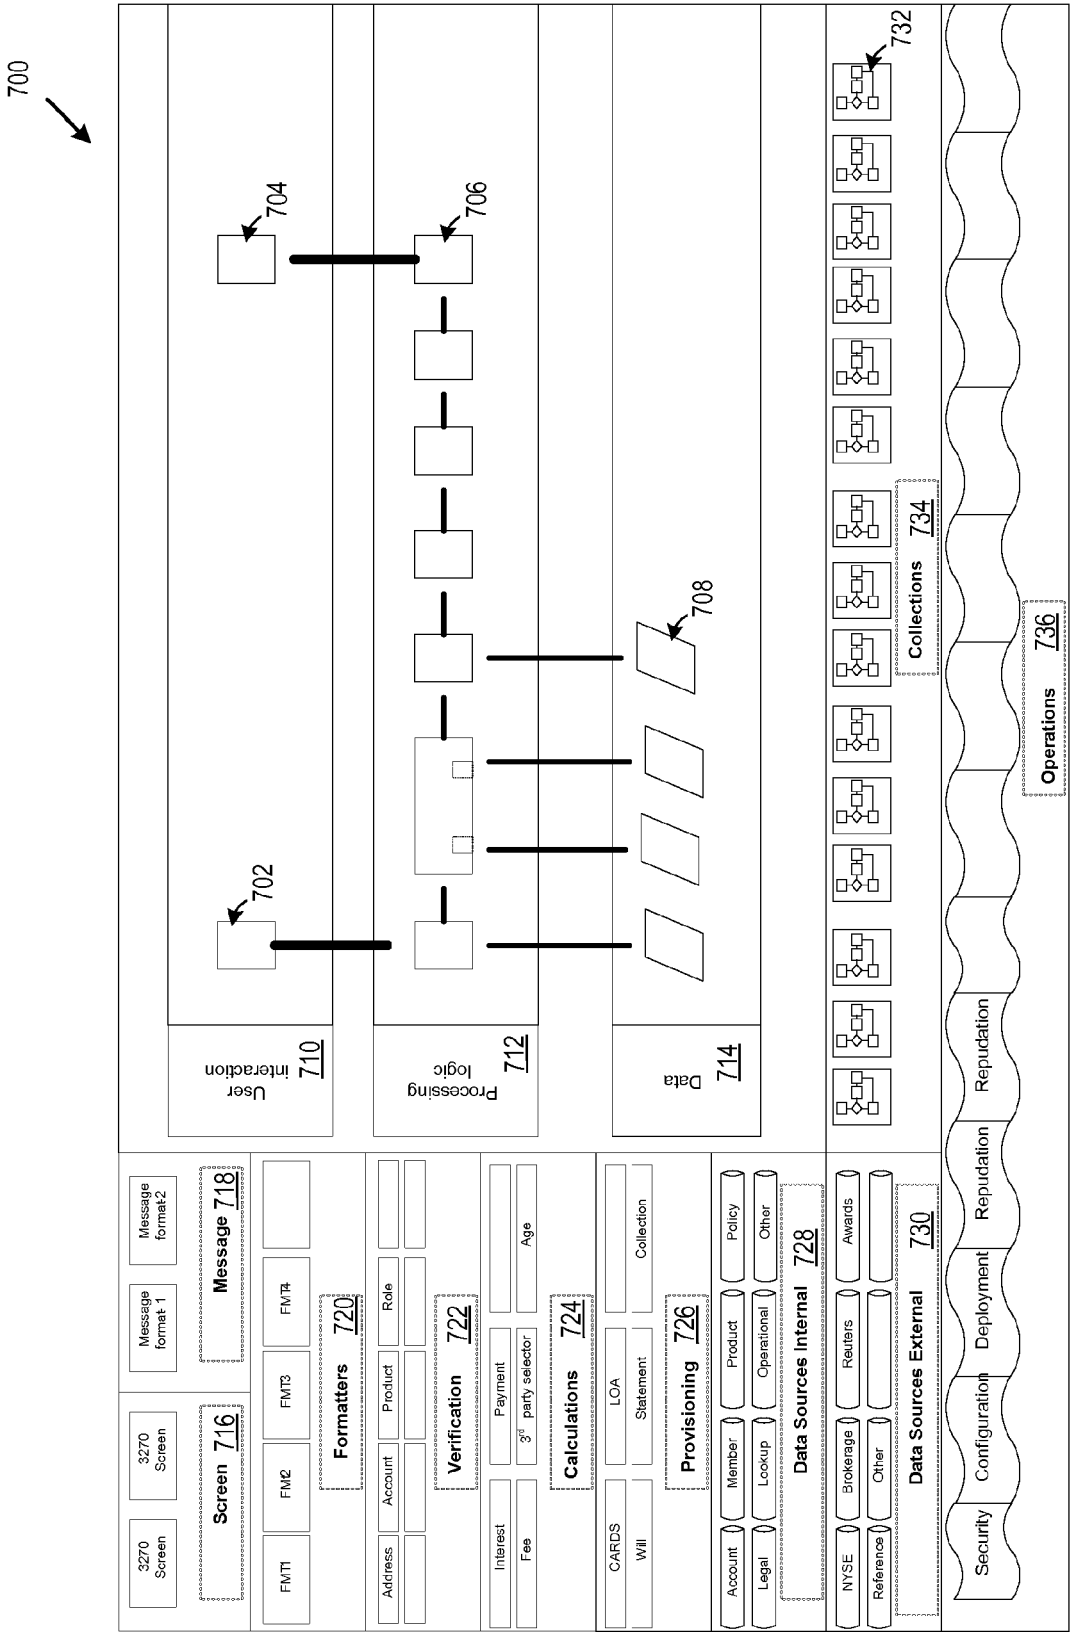 700
3270
Screen
3270
Screen
Screen 716
Message
format-1
Message
format-2
Message 718
FMT1
FMt2
FMT3
FMT4
Formatters 720
Address
Account
Product
Role
Verification 722
Interest
Payment
Fee
3rd party selector
Age
Calculations 724
CARDS
LOA
Will
Statement
Collection
Provisioning 726
Account
Member
Product
Policy
Legal
Lookup
Operational
Other
Data Sources Internal 728
NYSE
Brokerage
Reuters
Awards
Reference
Other
Data Sources External 730
User
interaction
710
702
704
Processing
logic
712
706
Data
714
708
732
Collections 734
Security
Configuration
Deployment
Repudation
Repudation
Operations 736